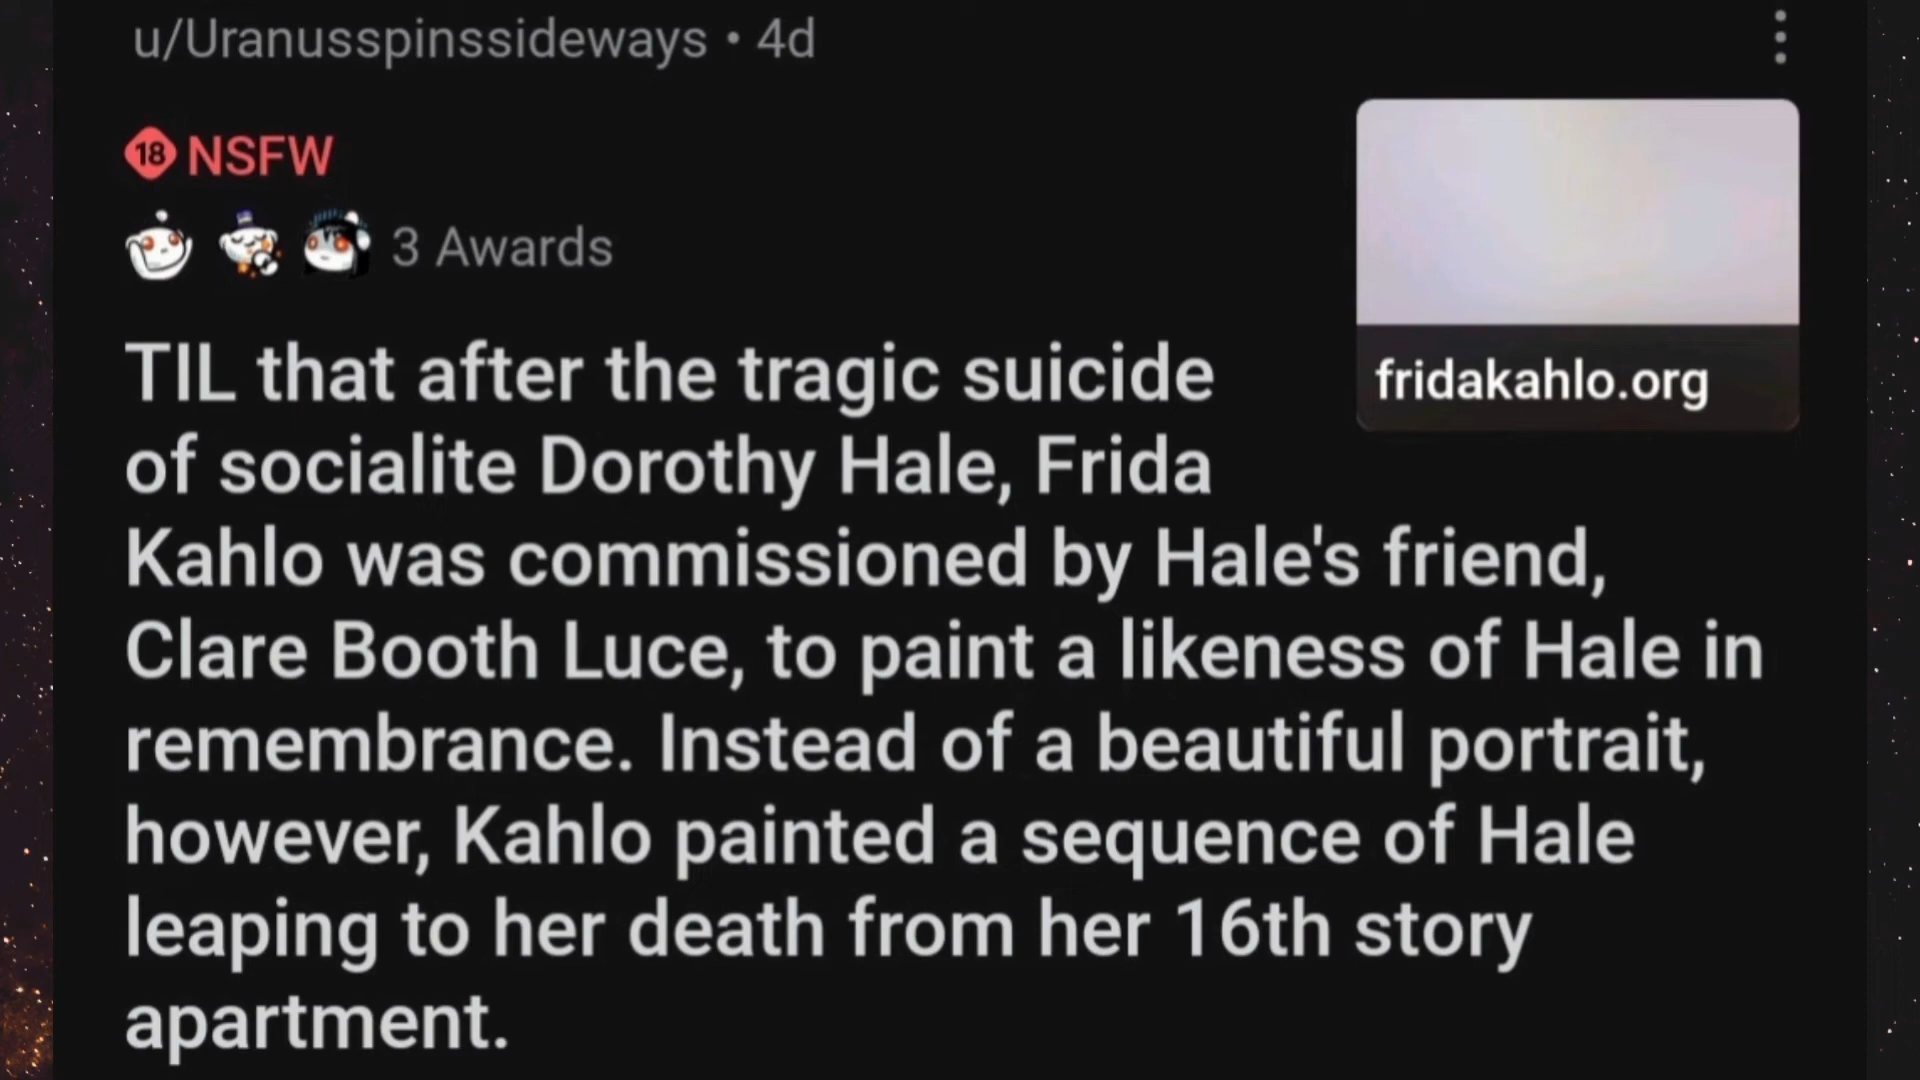 u/Uranusspinssideways • 4d
18 NSFW
3 Awards
fridakahlo.org
TIL that after the tragic suicide
of socialite Dorothy Hale, Frida
Kahlo was commissioned by Hale's friend,
Clare Booth Luce, to paint a likeness of Hale in
remembrance. Instead of a beautiful portrait,
however, Kahlo painted a sequence of Hale
leaping to her death from her 16th story
apartment.